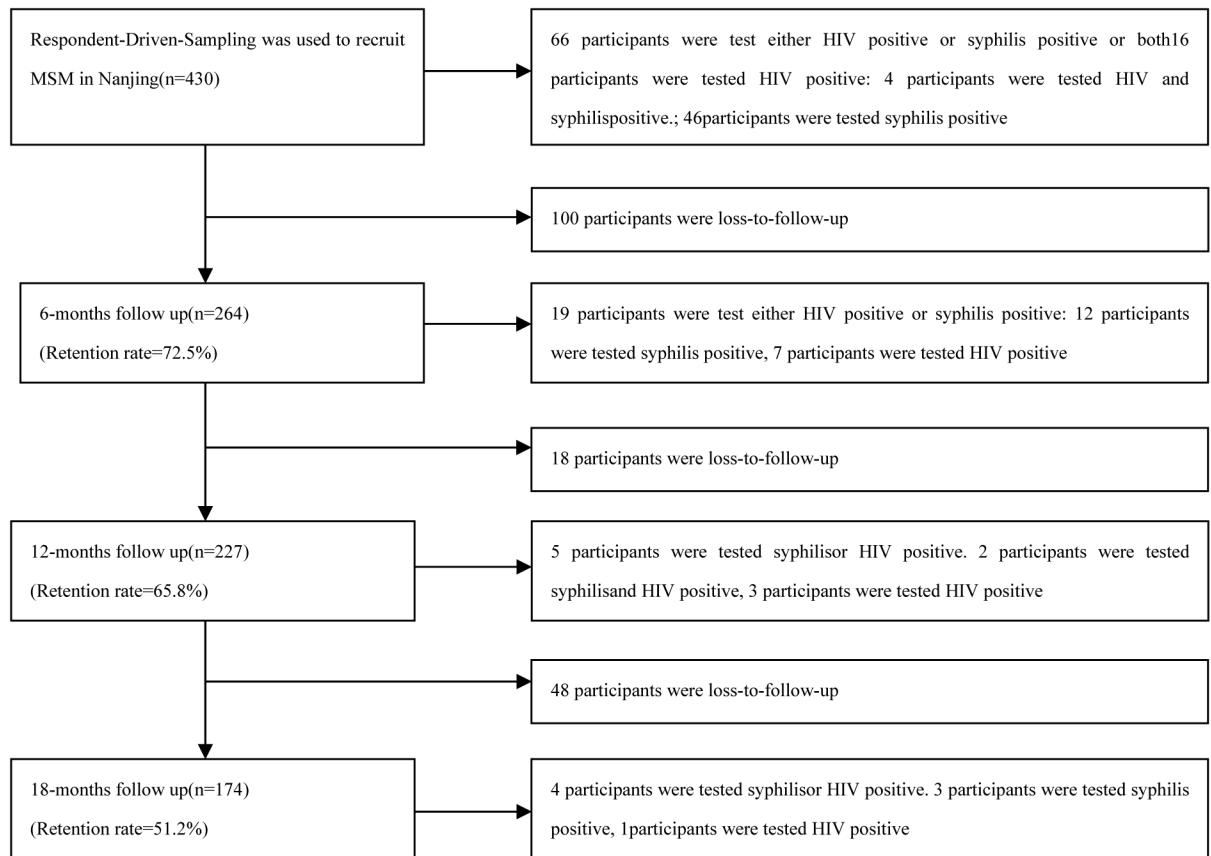 Respondent-Driven-Sampling was used to recruit
MSM in Nanjing(n=430)
66 participants were test either HIV positive or syphilis positive or both16
participants were tested HIV positive: 4 participants were tested HIV and
syphilispositive.; 46participants were tested syphilis positive
100 participants were loss-to-follow-up
6-months follow up(n=264)
(Retention rate=72.5%)
19 participants were test either HIV positive or syphilis positive: 12 participants
were tested syphilis positive, 7 participants were tested HIV positive
18 participants were loss-to-follow-up
12-months follow up(n=227)
(Retention rate=65.8%)
5 participants were tested syphilisor HIV positive. 2 participants were tested
syphilisand HIV positive, 3 participants were tested HIV positive
48 participants were loss-to-follow-up
18-months follow up(n=174)
(Retention rate=51.2%)
4 participants were tested syphilisor HIV positive. 3 participants were tested syphilis
positive, 1participants were tested HIV positive